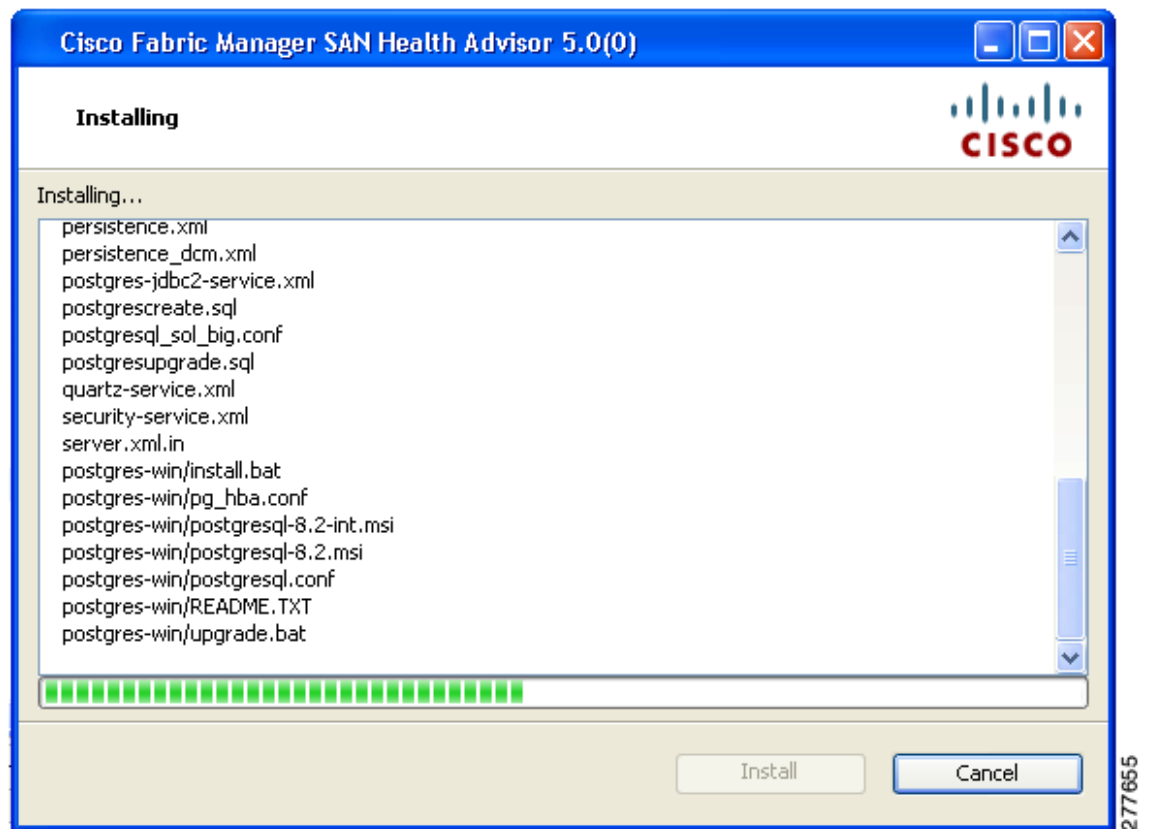 Cisco Fabric Manager SAN Health Advisor 5.0(0)
Installing
CISCO
Installing...
persistence.xml
persistence_dcm.xml
postgres-jdbc2-service.xml
postgrescreate.sql
postgresql_sol_big.conf
postgresupgrade.sql
quartz-service.xml
security-service.xml
server.xml.in
postgres-win/install.bat
postgres-win/pg_hba.conf
postgres-win/postgresql-8.2-int.msi
postgres-win/postgresql-8.2.msi
postgres-win/postgresql.conf
postgres-win/README.TXT
postgres-win/upgrade.bat
Install
Cancel
277655